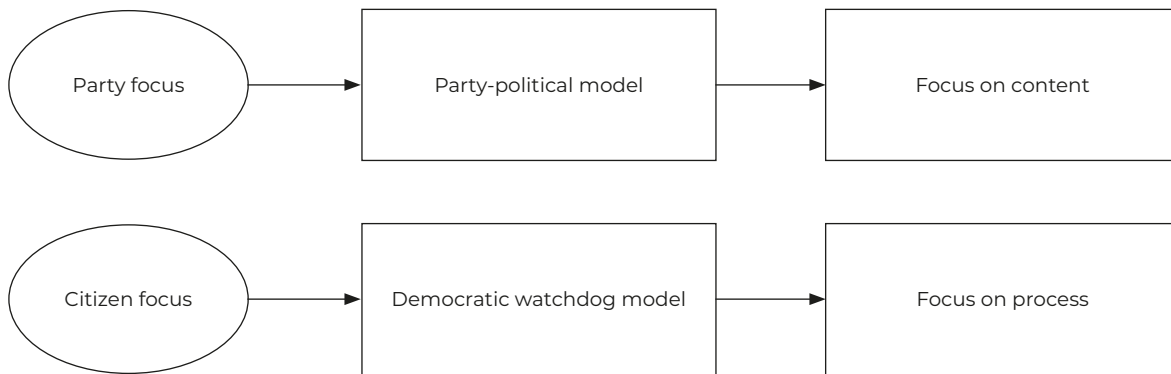 Party focus
Party-political model
Focus on content
Citizen focus
Democratic watchdog model
Focus on process